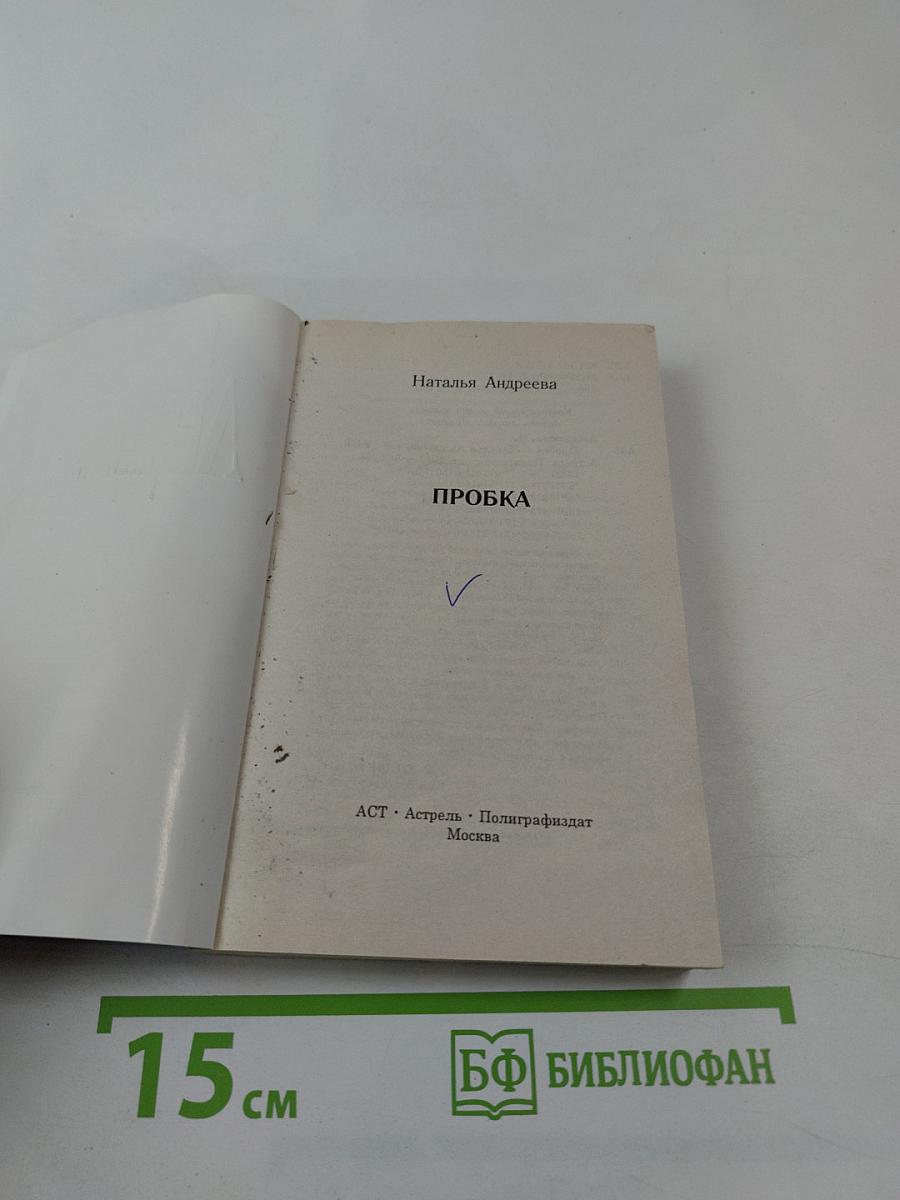 Наталья Андреева
ПРОБКА
АСТ · Астрель · Полиграфиздат
Москва
15 см
БФ БИБЛИОФАН